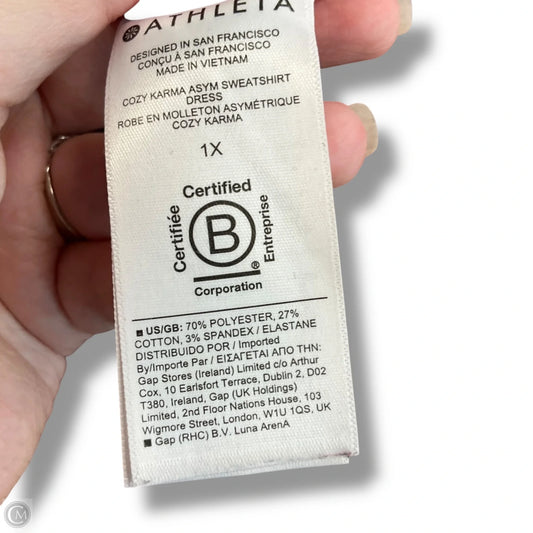 ATHLETA
DESIGNED IN SAN FRANCISCO
CONÇU À SAN FRANCISCO
MADE IN VIETNAM
COZY KARMA ASYM SWEATSHIRT
DRESS
ROBE EN MOLLETON ASYMÉTRIQUE
COZY KARMA
1X
Certified
Certifiée
B
Entreprise
®
Corporation
■ US/GB: 70% POLYESTER, 27%
COTTON, 3% SPANDEX / ELASTANE
DISTRIBUIDO POR / Imported
By/Importe Par / ΕΙΣΑΓΕΤΑΙ ΑΠΟ ΤΗΝ:
Gap Stores (Ireland) Limited c/o Arthur
Cox, 10 Earlsfort Terrace, Dublin 2, D02
T380, Ireland, Gap (UK Holdings)
Limited, 2nd Floor Nations House, 103
Wigmore Street, London, W1U 1QS, UK
■ Gap (RHC) B.V. Luna ArenA
CM